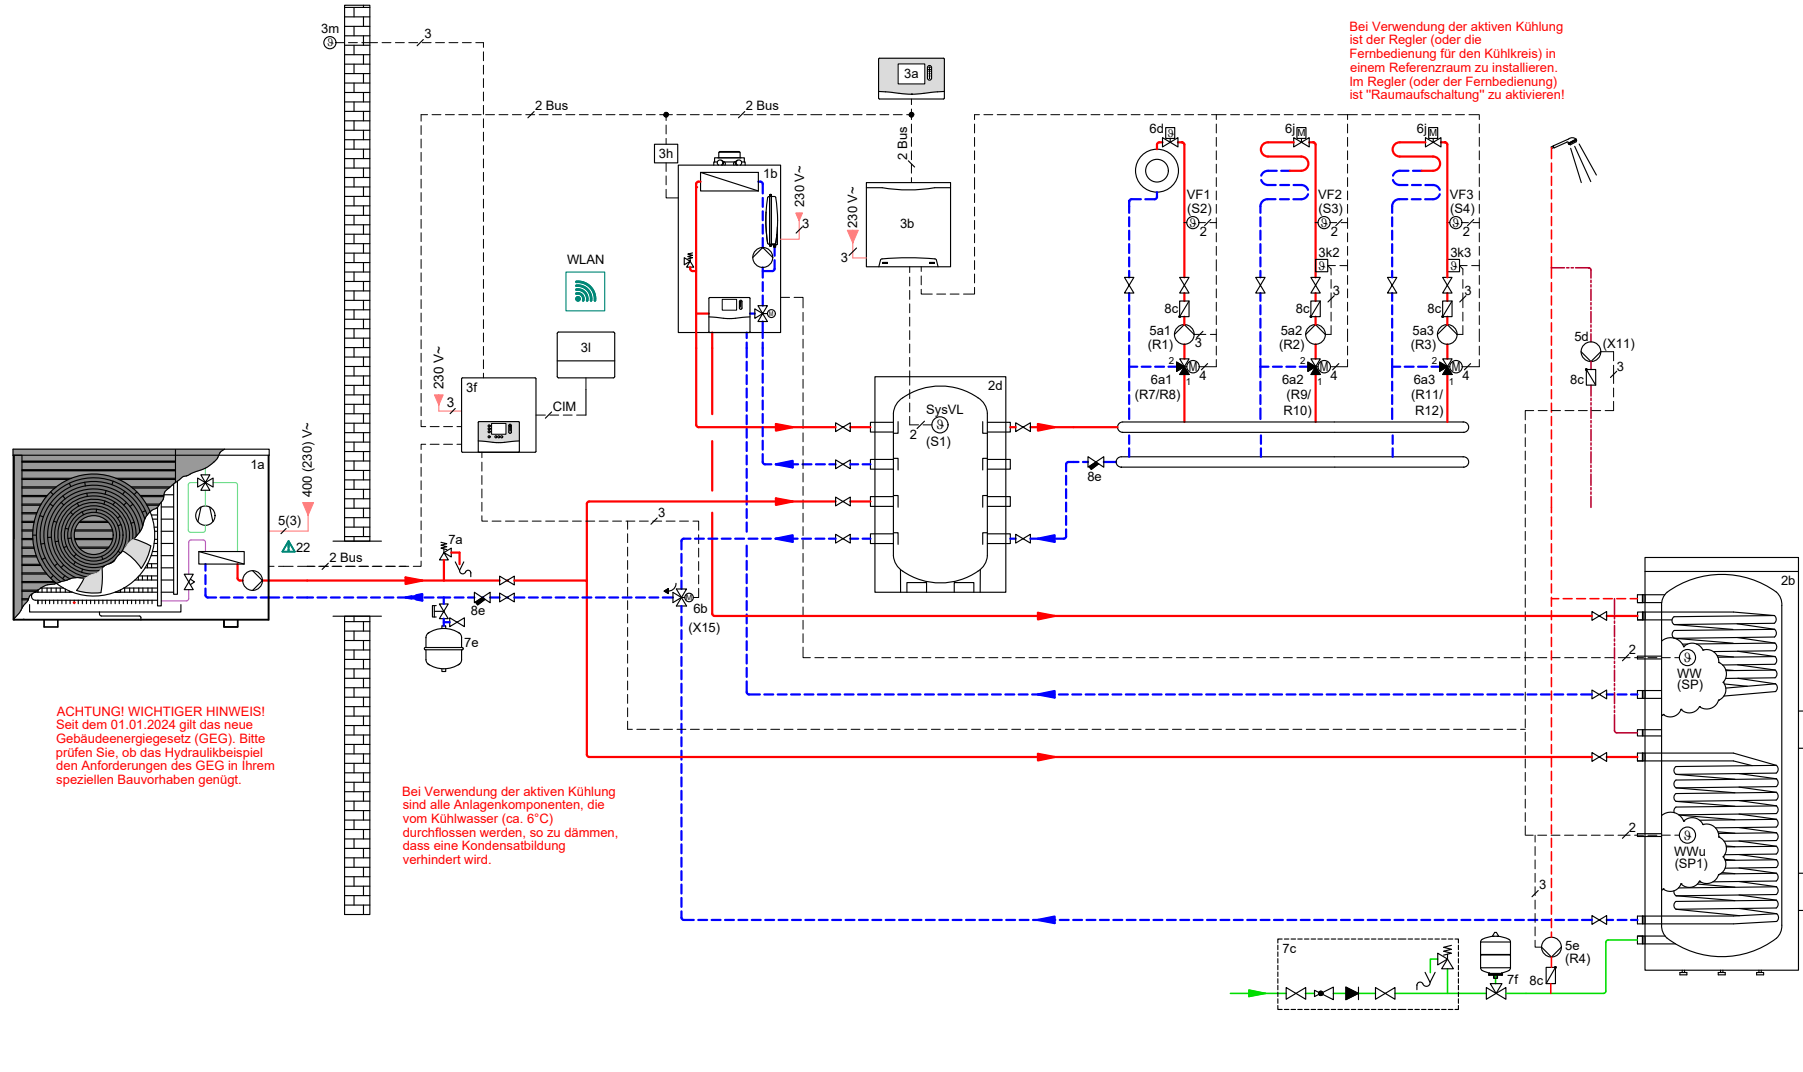 3m
3
2 Bus
2 Bus
3a
2 Bus
Bei Verwendung der aktiven Kühlung
ist der Regler (oder die
Fernbedienung für den Kühlkreis) in
einem Referenzraum zu installieren.
Im Regler (oder der Fernbedienung)
ist "Raumaufschaltung" zu aktivieren!
3h
1b
230 V~
3
230 V~
3
3b
WLAN
3l
230 V~
3
3f
CIM
6d
VF1
(S2)
2
8c
5a1
(R1)
3
2
M
4
1
6a1
(R7/R8)
6j
M
VF2
(S3)
2
3k2
3
8c
5a2
(R2)
2
M
4
1
6a2
(R9/
R10)
6j
M
VF3
(S4)
2
3k3
3
8c
5a3
(R3)
2
M
4
1
6a3
(R11/
R12)
5d
(X11)
3
8c
2d
SysVL
2
(S1)
8e
1a
400 (230) V~
5(3)
22
2 Bus
7a
8e
7e
3
M
6b
(X15)
2b
2
WW
(SP)
2
WWu
(SP1)
3
5e
(R4)
8c
7f
7c
ACHTUNG! WICHTIGER HINWEIS!
Seit dem 01.01.2024 gilt das neue
Gebäudeenergiegesetz (GEG). Bitte
prüfen Sie, ob das Hydraulikbeispiel
den Anforderungen des GEG in Ihrem
speziellen Bauvorhaben genügt.
Bei Verwendung der aktiven Kühlung
sind alle Anlagenkomponenten, die
vom Kühlwasser (ca. 6°C)
durchflossen werden, so zu dämmen,
dass eine Kondensatbildung
verhindert wird.